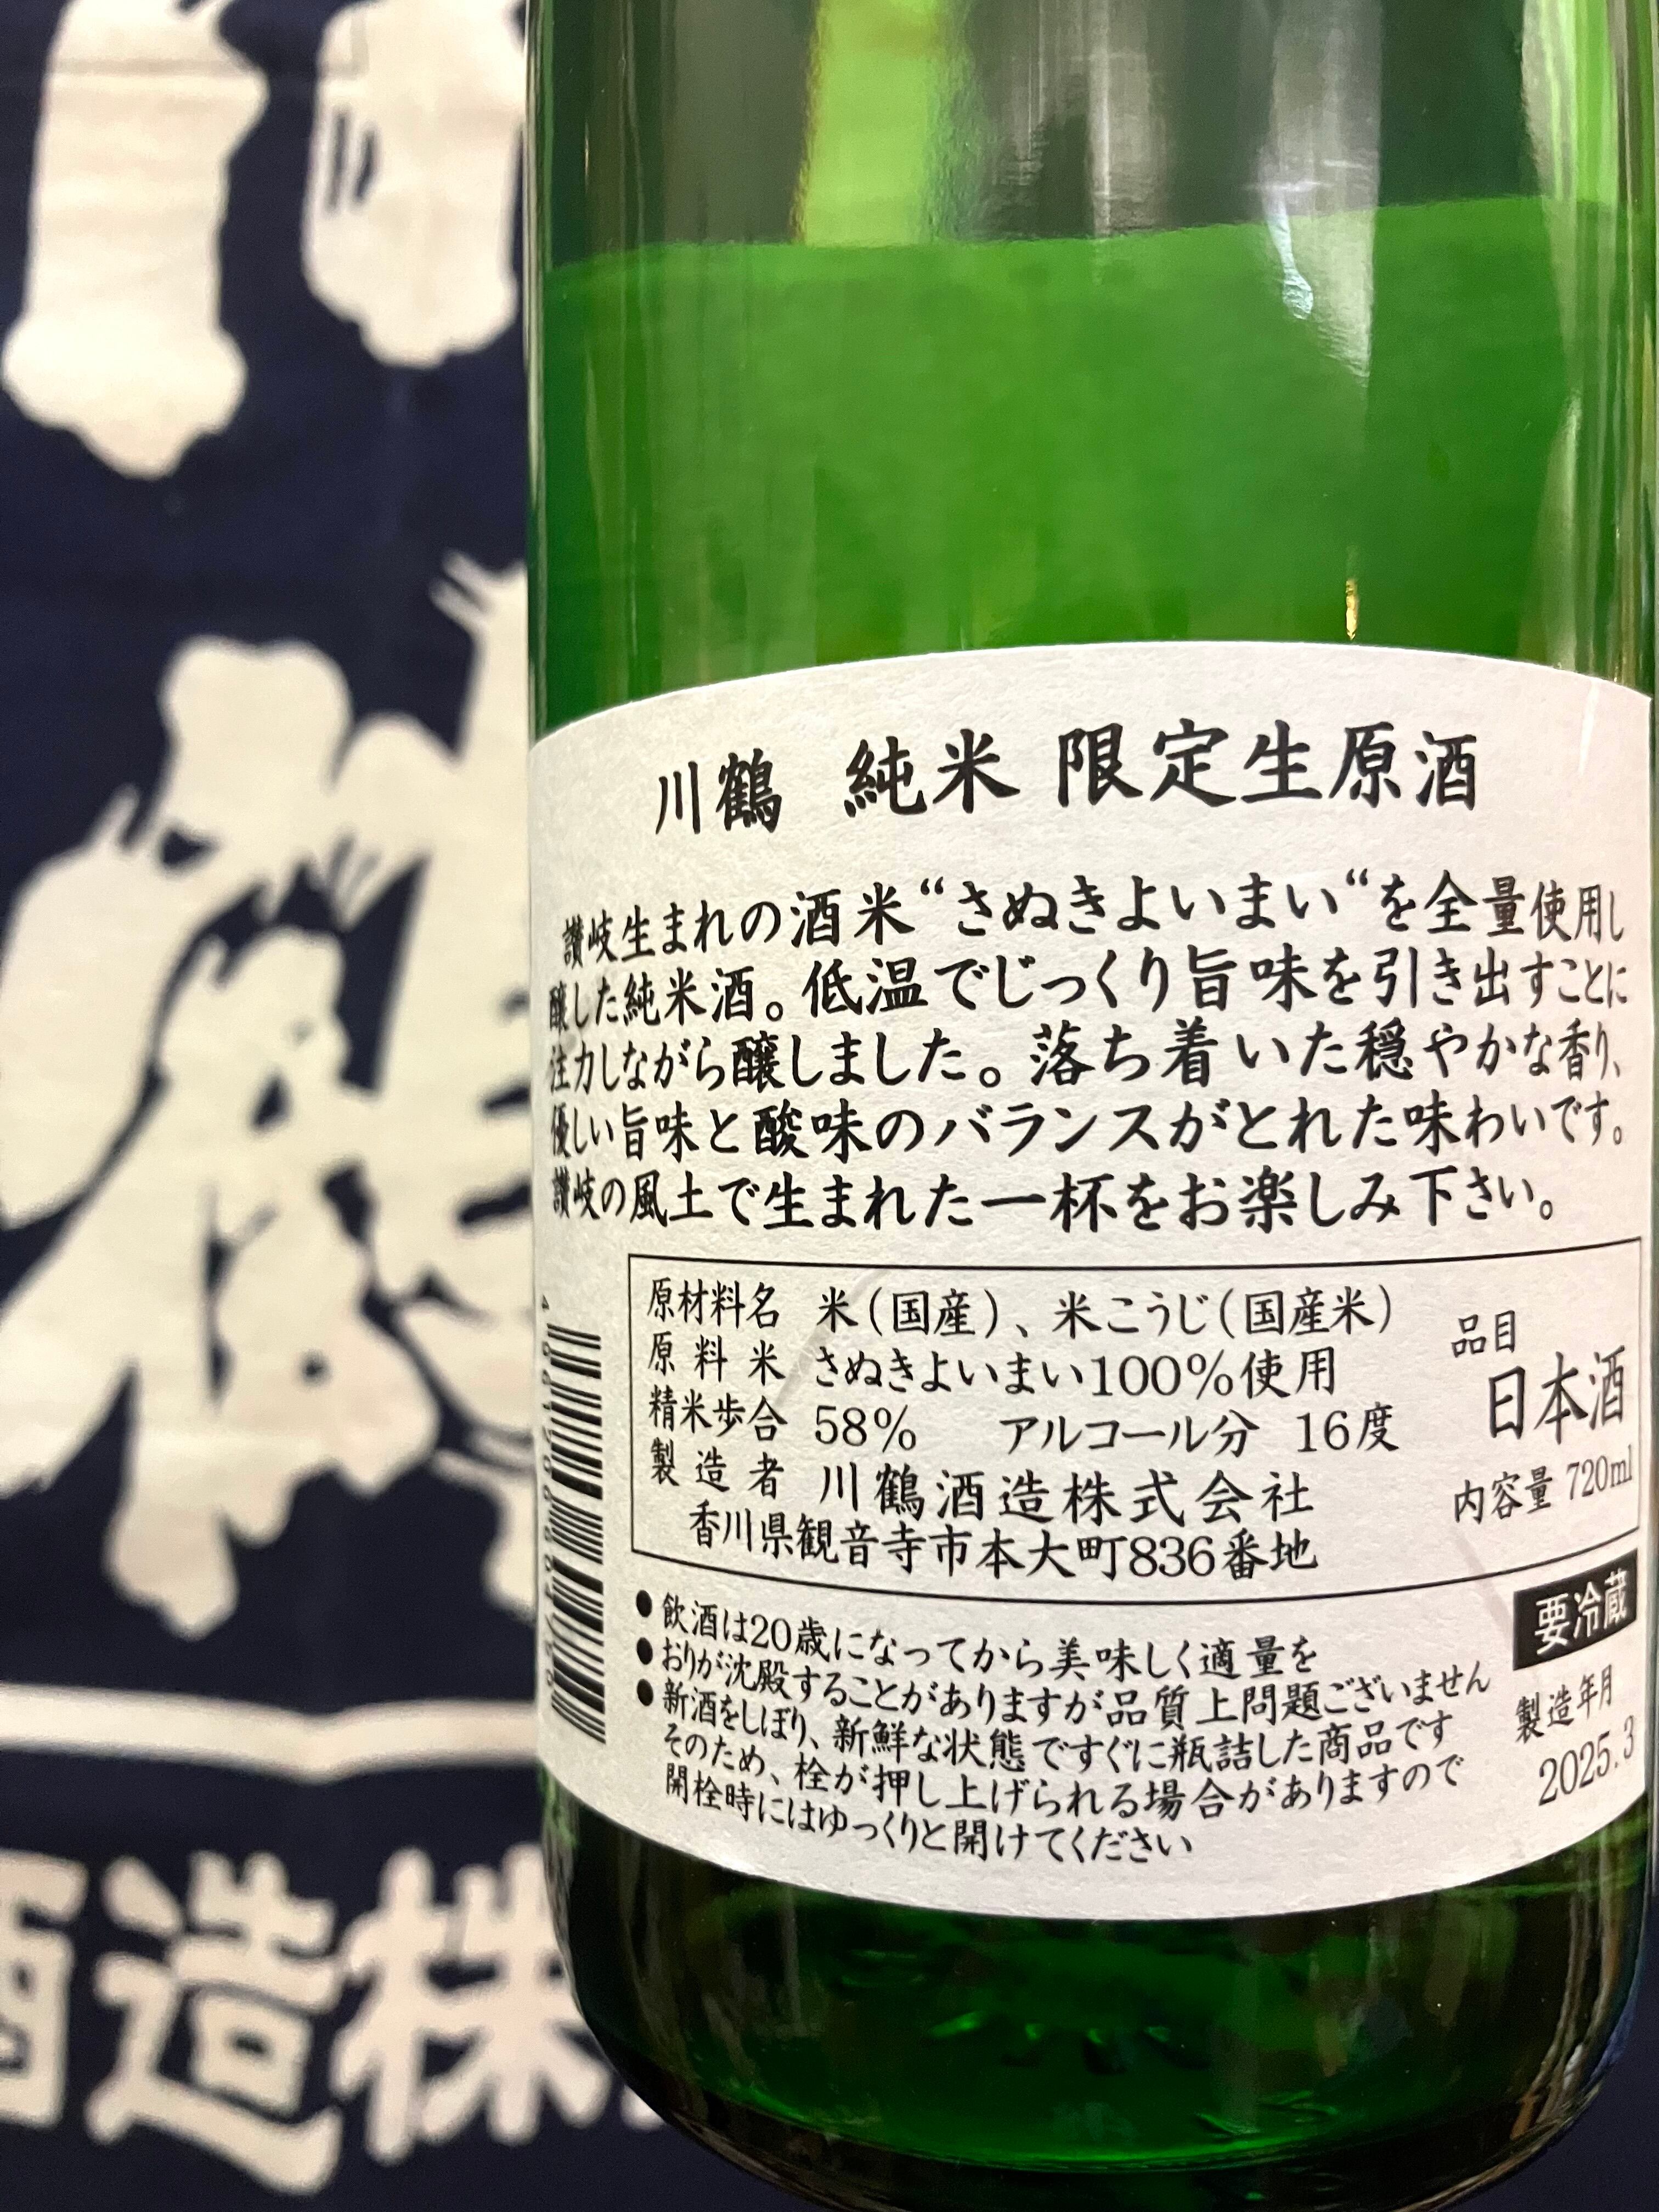 川鶴
酒造株
川鶴 純米 限定生原酒
讃岐生まれの酒米“さぬきよいまい“を全量使用し
醸した純米酒。低温でじっくり旨味を引き出すことに
注力しながら醸しました。落ち着いた穏やかな香り、
優しい旨味と酸味のバランスがとれた味わいです。
讃岐の風土で生まれた一杯をお楽しみ下さい。
原材料名 米(国産)、米こうじ(国産米)
原料米 さぬきよいまい100%使用
精米歩合 58% アルコール分 16度
製造者 川鶴酒造株式会社
香川県観音寺市本大町836番地
品目
日本酒
内容量 720ml
●飲酒は20歳になってから美味しく適量を
●おりが沈殿することがありますが品質上問題ございません
●新酒をしぼり、新鮮な状態ですぐに瓶詰した商品です
そのため、栓が押し上げられる場合がありますので
開栓時にはゆっくりと開けてください
要冷蔵
製造年月
2025.3